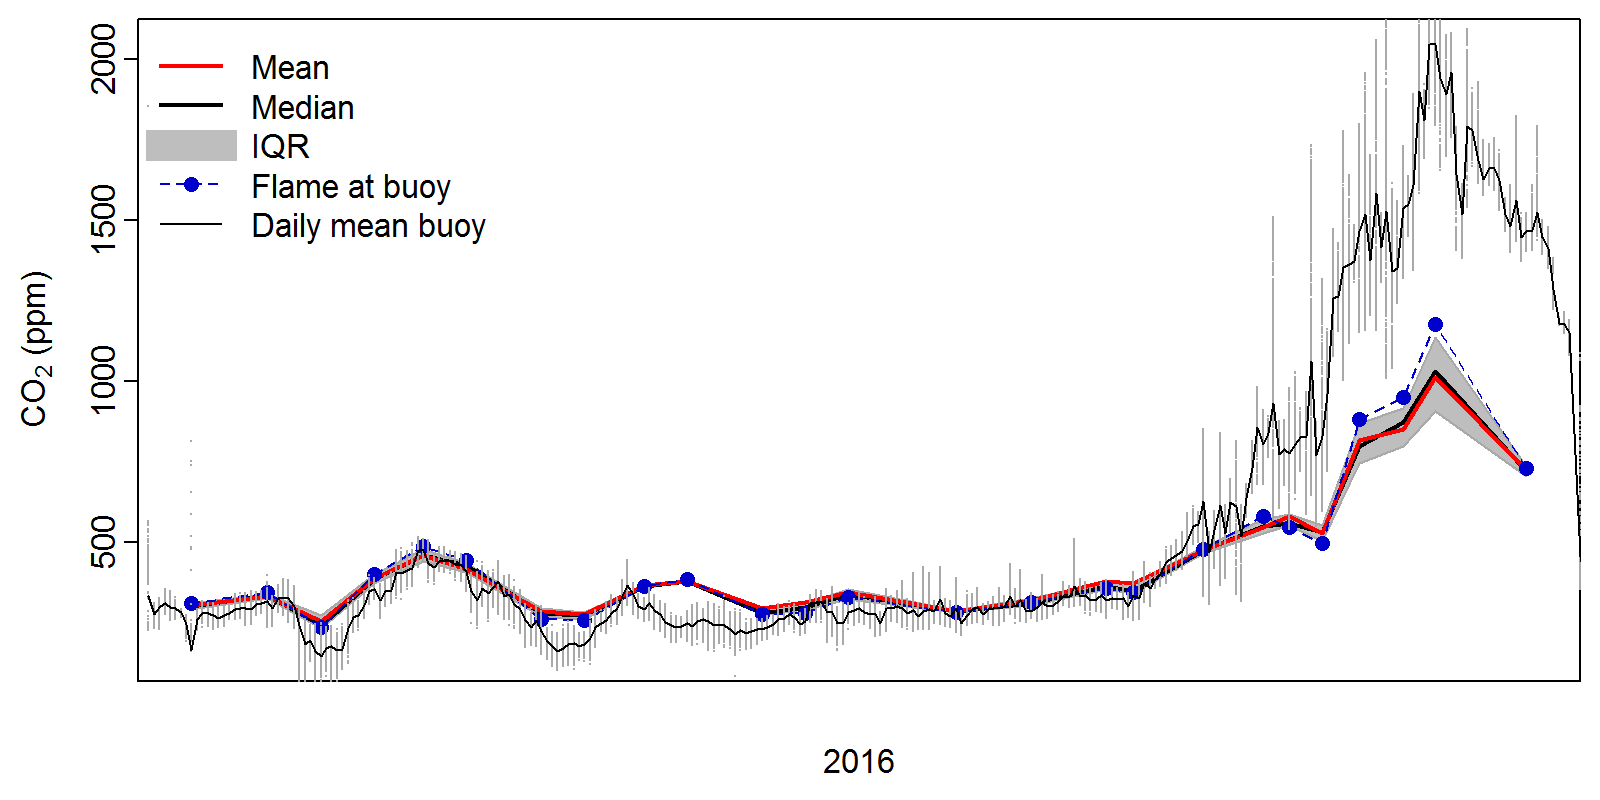 2000
1500
1000
500
CO2 (ppm)
Mean
Median
IQR
Flame at buoy
Daily mean buoy
2016